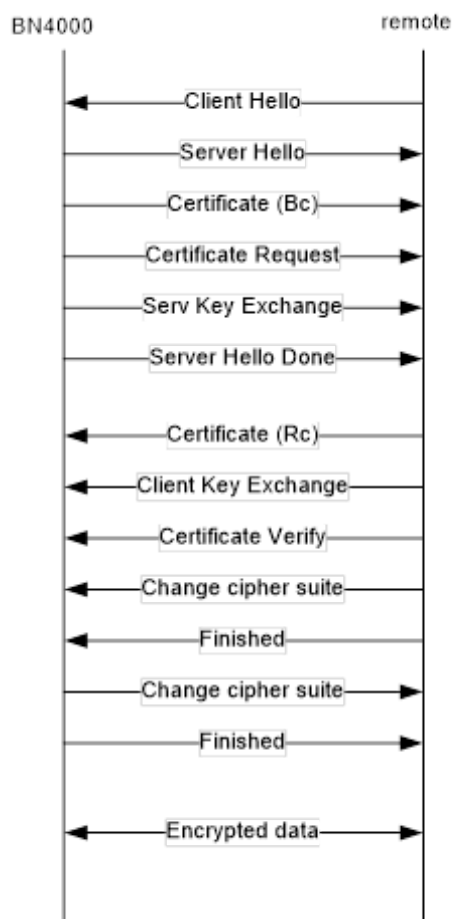 BN4000
remote
Client Hello
Server Hello
Certificate (Bc)
Certificate Request
Serv Key Exchange
Server Hello Done
Certificate (Rc)
Client Key Exchange
Certificate Verify
Change cipher suite
Finished
Change cipher suite
Finished
Encrypted data